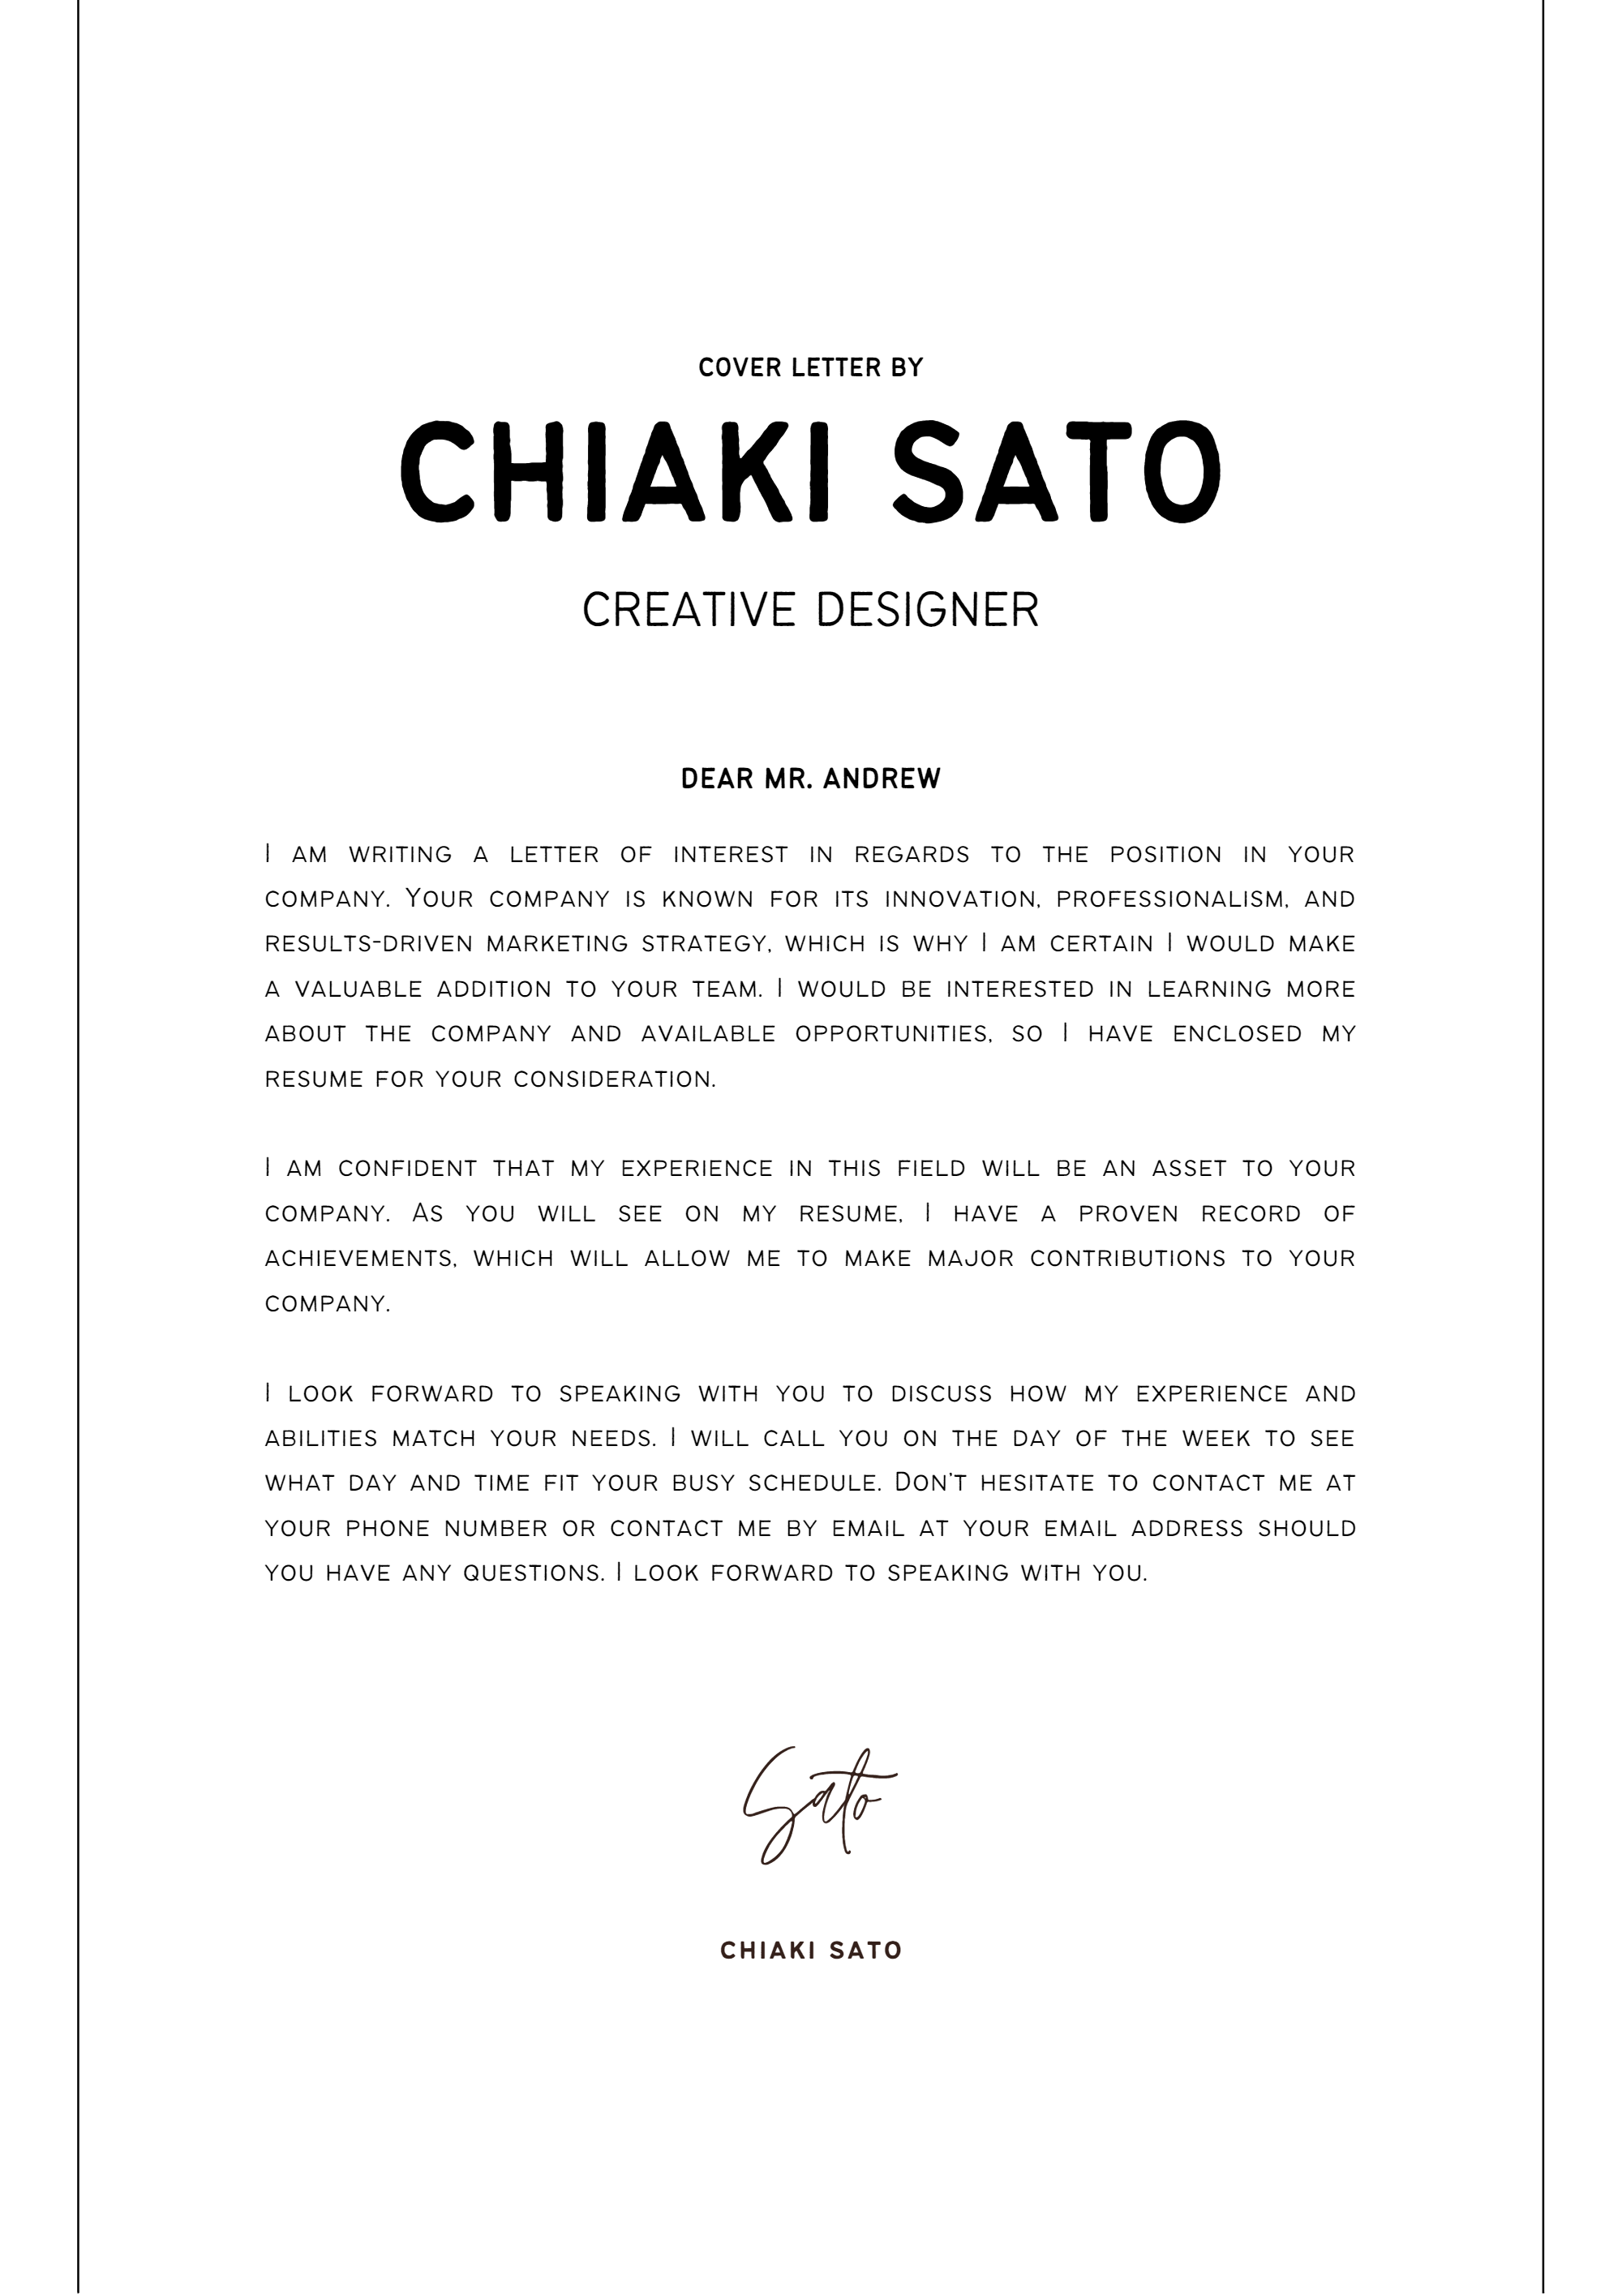 COVER LETTER BY
CHIAKI SATO
CREATIVE DESIGNER
DEAR MR. ANDREW
I am writing a letter of interest in regards to the position in your
company. Your company is known for its innovation, professionalism, and
results-driven marketing strategy, which is why I am certain I would make
a valuable addition to your team. I would be interested in learning more
about the company and available opportunities, so I have enclosed my
resume for your consideration.
I am confident that my experience in this field will be an asset to your
company. As you will see on my resume, I have a proven record of
achievements, which will allow me to make major contributions to your
company.
I look forward to speaking with you to discuss how my experience and
abilities match your needs. I will call you on the day of the week to see
what day and time fit your busy schedule. Don't hesitate to contact me at
your phone number or contact me by email at your email address should
you have any questions. I look forward to speaking with you.
Sato
CHIAKI SATO